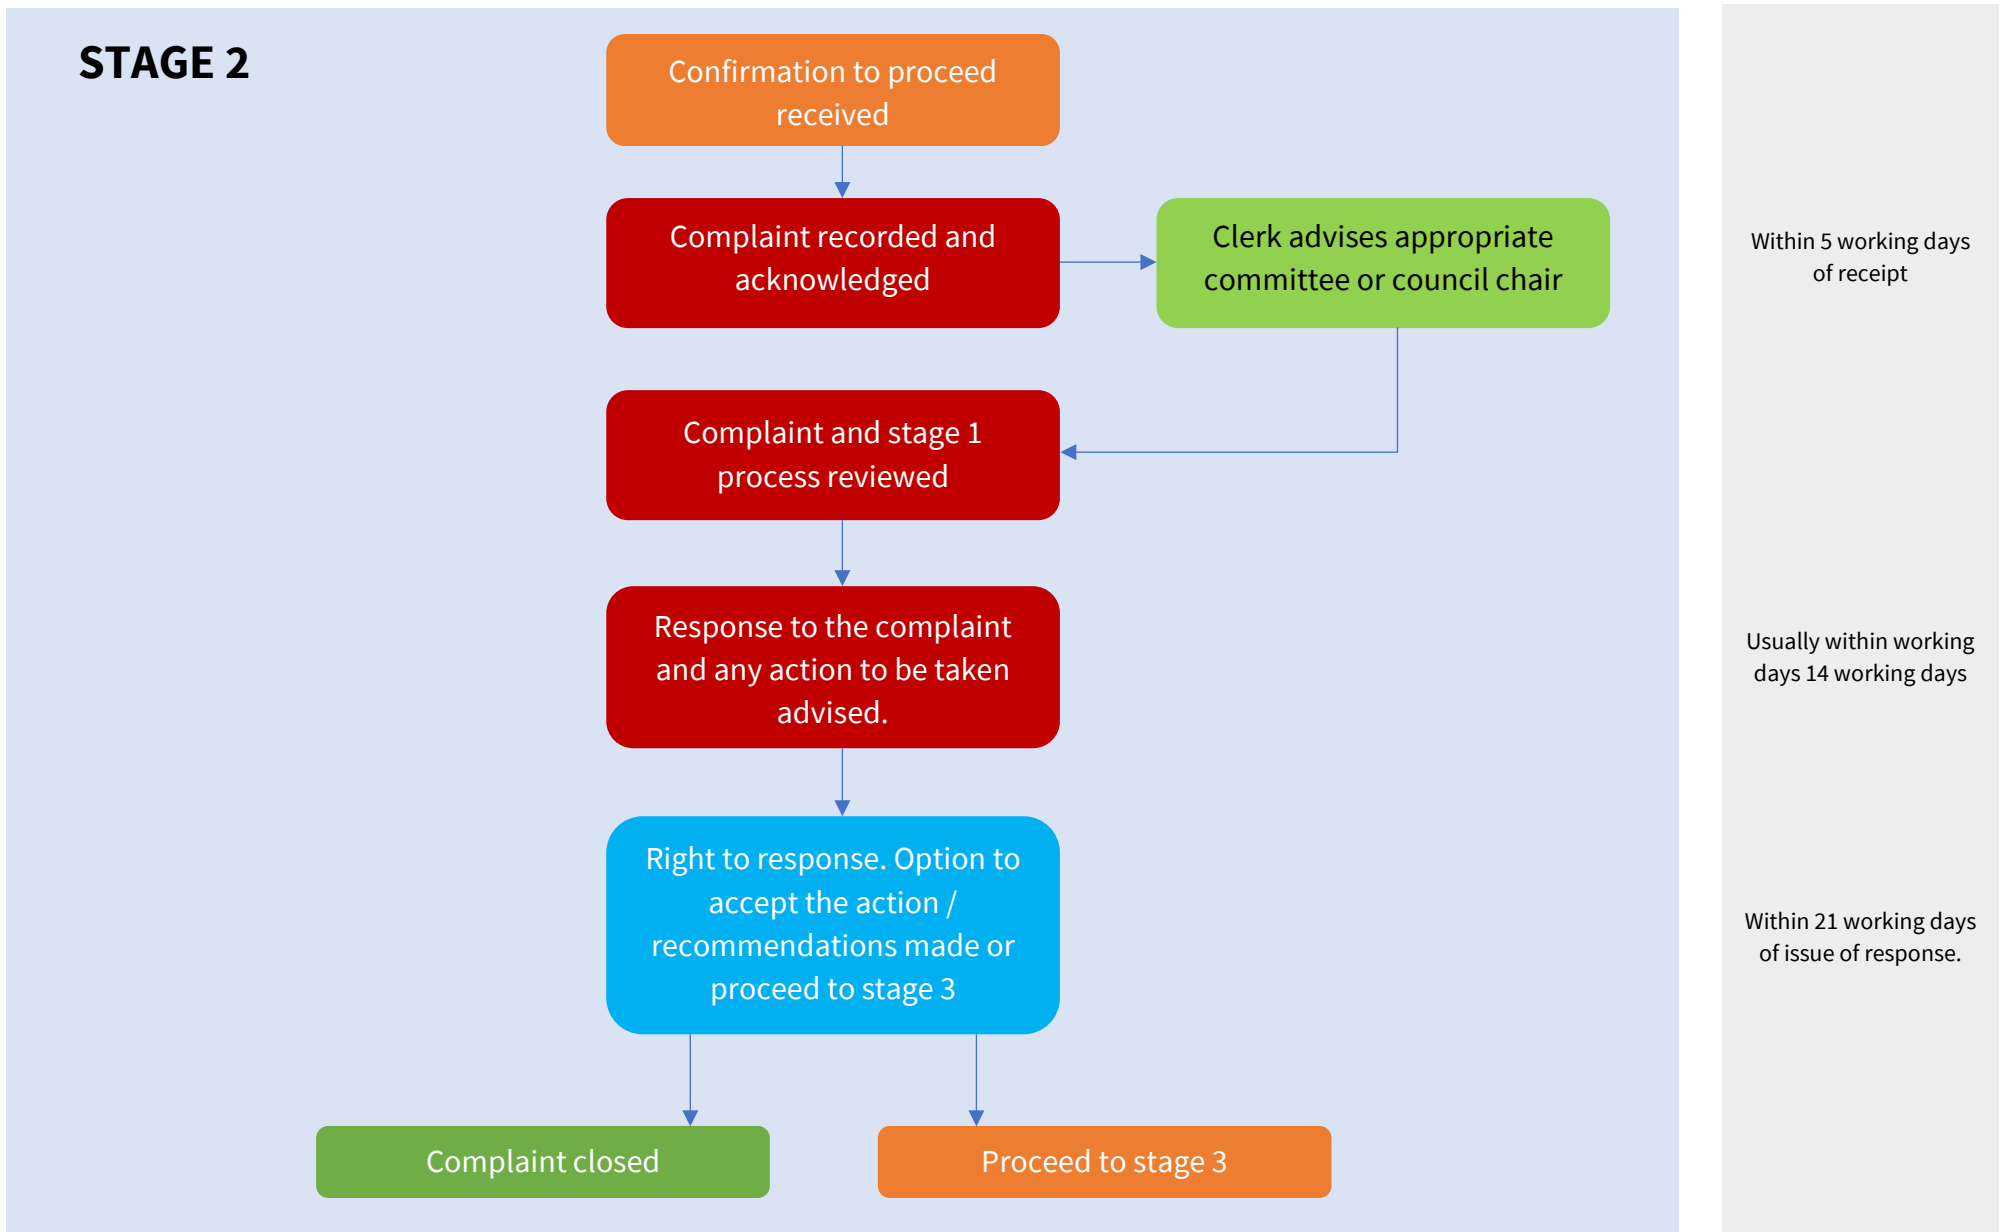 STAGE 2
Confirmation to proceed
received
Complaint recorded and
acknowledged
Clerk advises appropriate
committee or council chair
Within 5 working days
of receipt
Complaint and stage 1
process reviewed
Response to the complaint
and any action to be taken
advised.
Usually within working
days 14 working days
Right to response. Option to
accept the action /
recommendations made or
proceed to stage 3
Within 21 working days
of issue of response.
Complaint closed
Proceed to stage 3